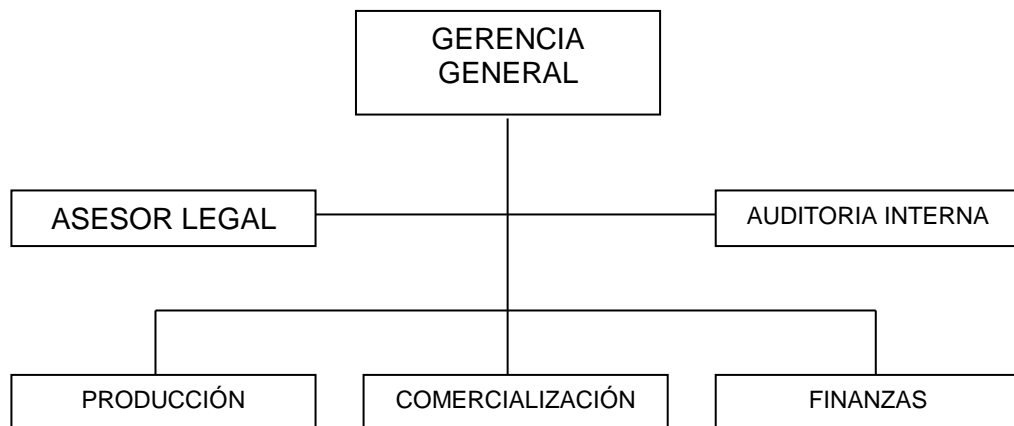 GERENCIA
GENERAL
ASESOR LEGAL
AUDITORIA INTERNA
PRODUCCIÓN
COMERCIALIZACIÓN
FINANZAS